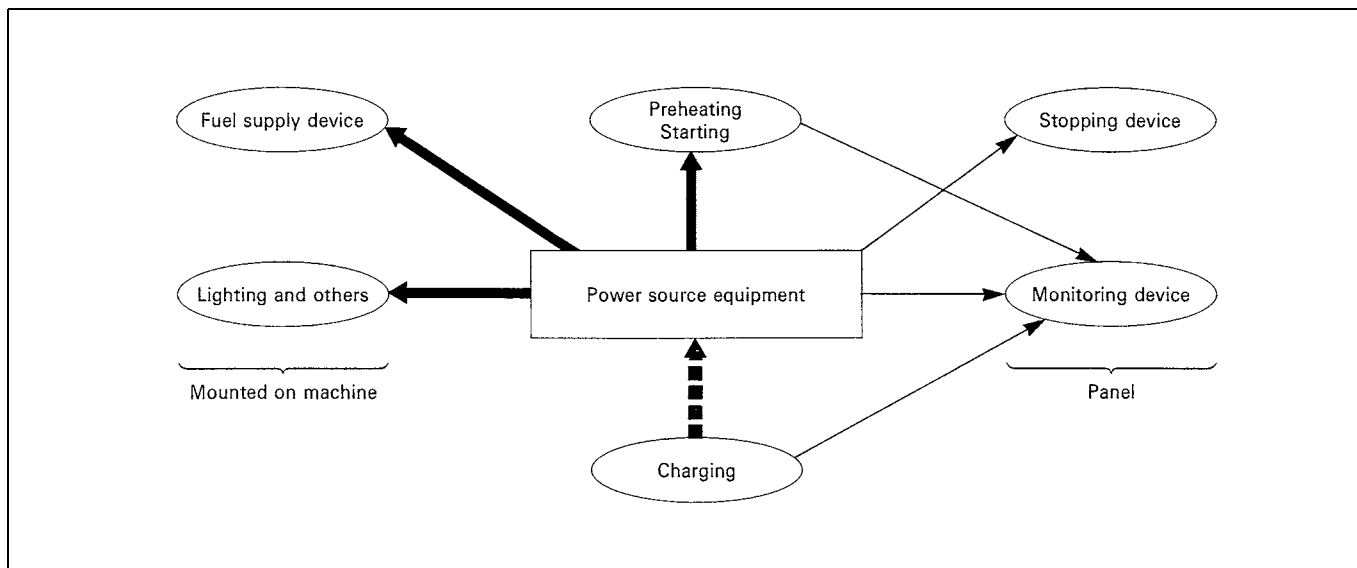 Fuel supply device
Preheating
Starting
Stopping device
Lighting and others
Power source equipment
Monitoring device
Mounted on machine
Panel
Charging